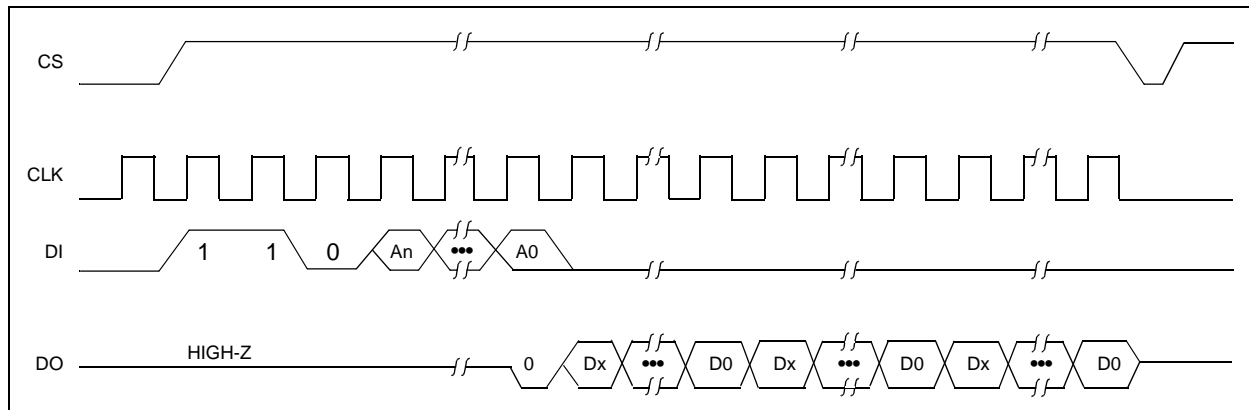 CS
CLK
DI 1 1 0 An ••• A0
HIGH-Z
DO 0 Dx ••• D0 Dx ••• D0 Dx ••• D0